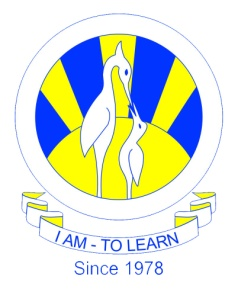 I AM - TO LEARN
Since 1978